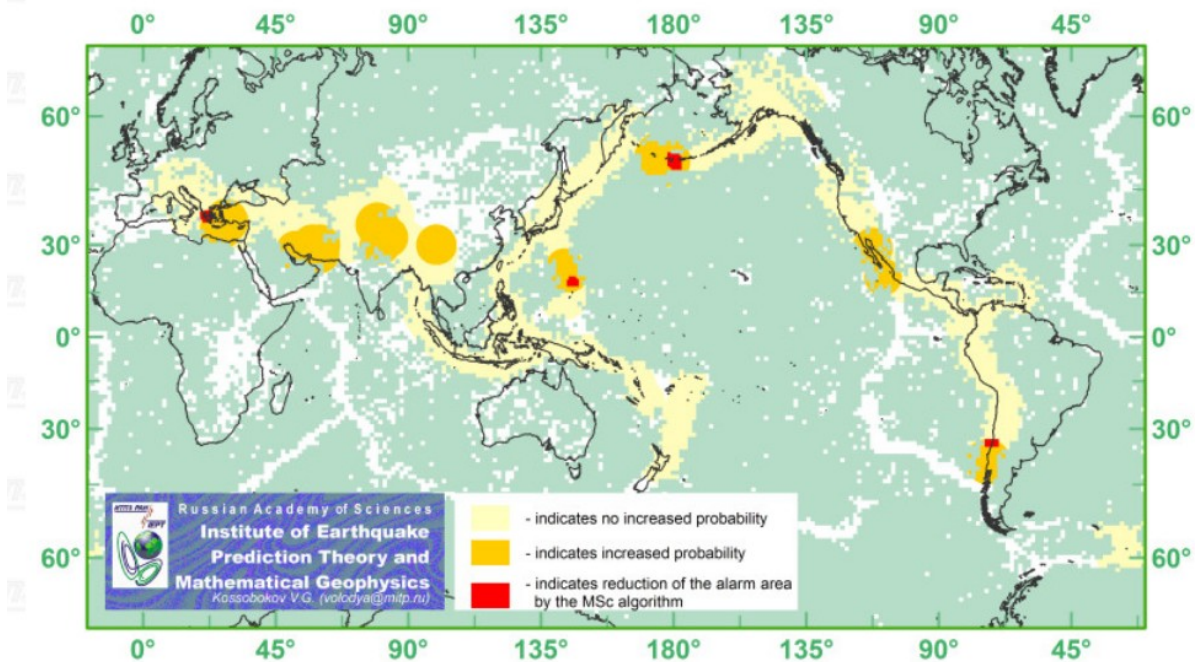 0° 45° 90° 135° 180° 135° 90° 45°
60° 60°
30° 30°
0° 0°
30° 30°
60° 60°
Russian Academy of Sciences
Institute of Earthquake
Prediction Theory and
Mathematical Geophysics
Kossobokov V.G. (volodya@mitp.ru)
- indicates no increased probability
- indicates increased probability
- indicates reduction of the alarm area
by the MSc algorithm
0° 45° 90° 135° 180° 135° 90° 45°